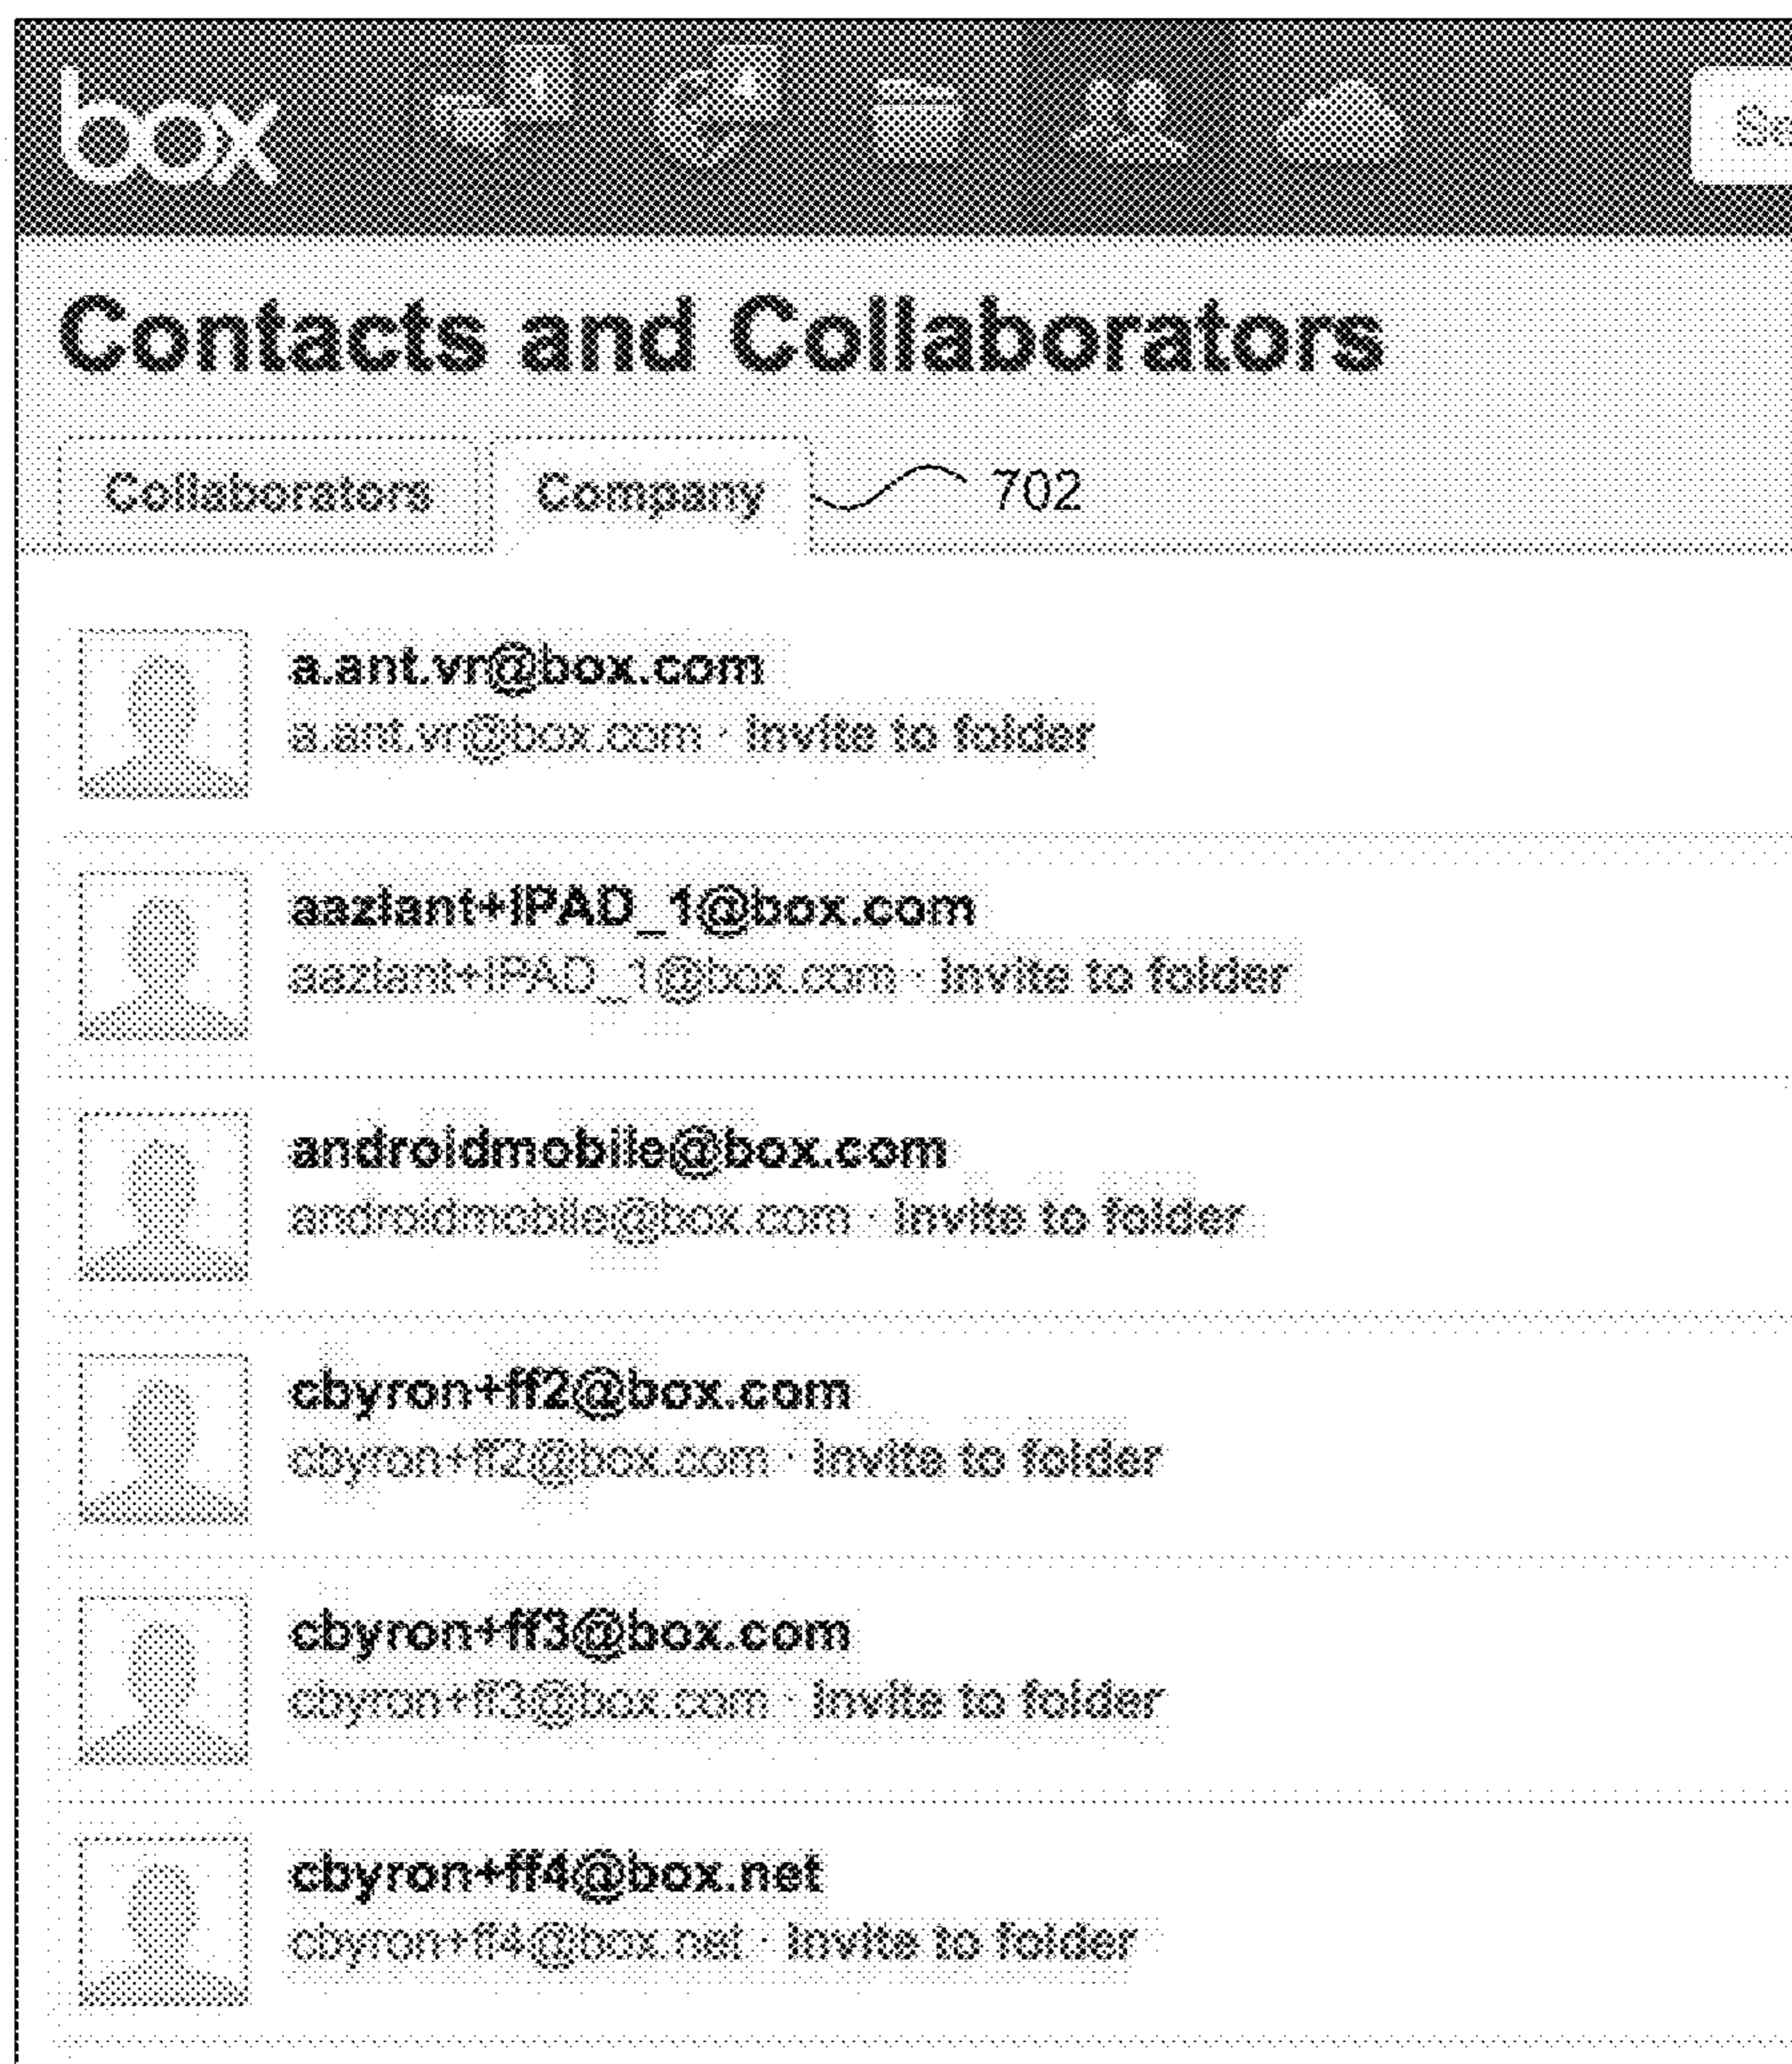 box
Contacts and Collaborators
Collaborators Company 702
a.ant.vr@box.com
a.ant.vr@box.com · Invite to folder
aazlant+IPAD_1@box.com
aazlant+IPAD_1@box.com · Invite to folder
androidmobile@box.com
androidmobile@box.com · Invite to folder
cbyron+ff2@box.com
cbyron+ff2@box.com · Invite to folder
cbyron+ff3@box.com
cbyron+ff3@box.com · Invite to folder
cbyron+ff4@box.net
cbyron+ff4@box.net · Invite to folder